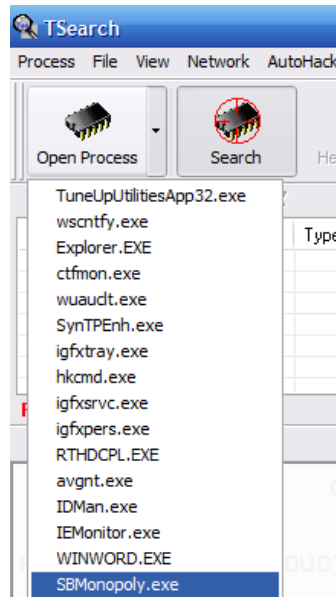 TSearch
Process File View Network AutoHack
Open Process Search He
TuneUpUtilitiesApp32.exe
wscntfy.exe
Type
Explorer.EXE
ctfmon.exe
wuauclt.exe
SynTPEnh.exe
igfxtray.exe
hkcmd.exe
igfxsrvc.exe
igfxpers.exe
RTHDCPL.EXE
avgnt.exe
IDMan.exe
IEMonitor.exe
WINWORD.EXE
SBMonopoly.exe